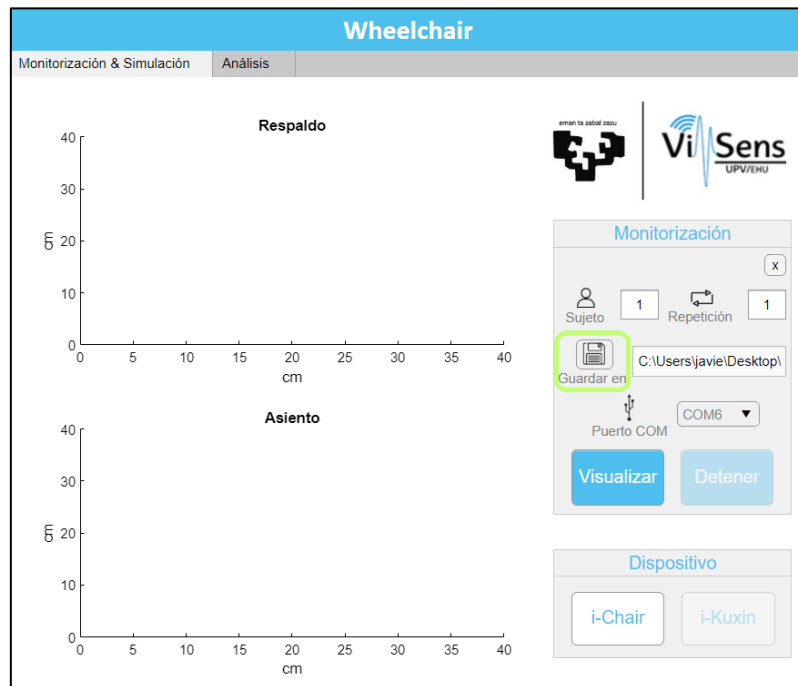 Wheelchair
Monitorización & Simulación Análisis
Respaldo
40
30
20
10
0
cm
0 5 10 15 20 25 30 35 40
cm
Asiento
40
30
20
10
0
cm
0 5 10 15 20 25 30 35 40
cm
eman ta zabal zazu
ViSens
UPV/EHU
Monitorización
x
Sujeto 1 Repetición 1
Guardar en C:\Users\javie\Desktop\
Puerto COM COM6
Visualizar Detener
Dispositivo
i-Chair i-Kuxin